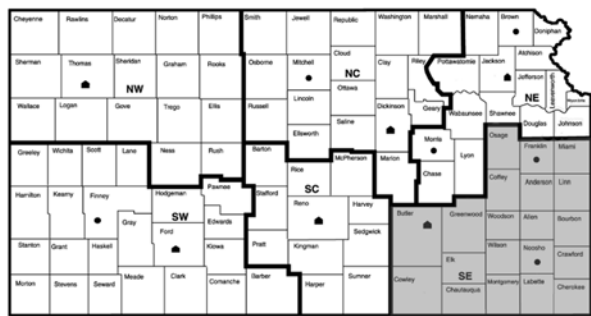 Cheyenne Rawlins Decatur Norton Phillips Smith Jewell Republic Washington Marshall Nemaha Brown Doniphan
Sherman Thomas Sheridan Graham Rooks Osborne Mitchell Cloud Clay Riley Pottawatomie Jackson Atchison
NW NC Lincoln Ottawa Jefferson Leavenworth
Wallace Logan Gove Trego Ellis Russell Ellsworth Saline Dickinson Geary Wabaunsee Shawnee NE Douglas Johnson
Greeley Wichita Scott Lane Ness Rush Barton Rice McPherson Marion Morris Chase Lyon Osage Franklin Miami
Hamilton Kearny Finney Hodgeman Pawnee Stafford SC Reno Harvey Butler Greenwood Coffey Anderson Linn
SW Gray Ford Edwards Sedgwick Woodson Allen Bourbon
Stanton Grant Haskell Kiowa Pratt Kingman Elk SE Wilson Neosho Crawford
Morton Stevens Seward Meade Clark Comanche Barber Harper Sumner Cowley Chautauqua Montgomery Labette Cherokee